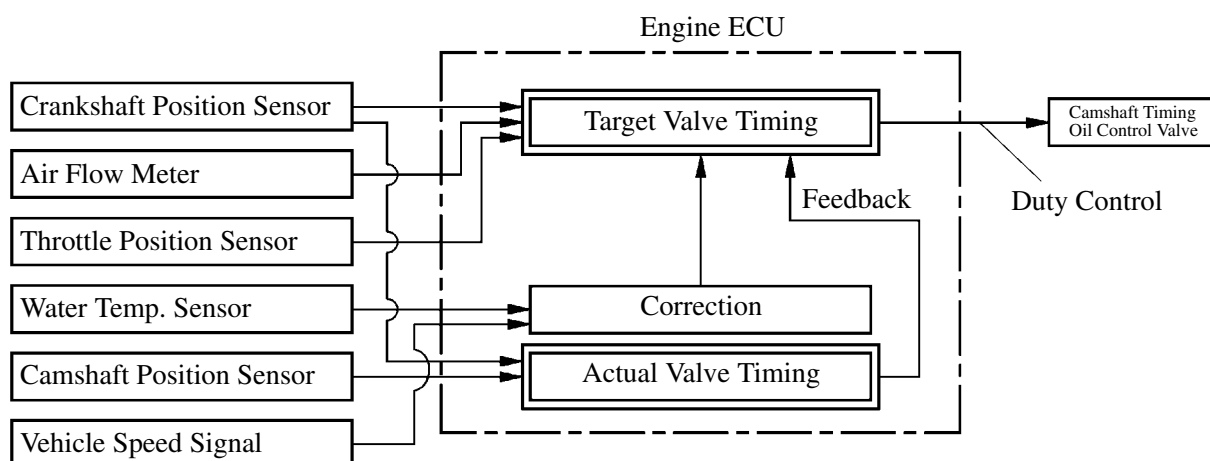 Engine ECU
Crankshaft Position Sensor
Air Flow Meter
Throttle Position Sensor
Water Temp. Sensor
Camshaft Position Sensor
Vehicle Speed Signal
Target Valve Timing
Feedback
Correction
Actual Valve Timing
Camshaft Timing
Oil Control Valve
Duty Control